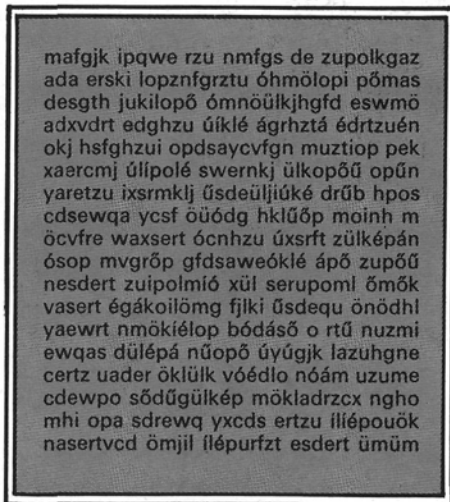 mafgjk ipqwe rzu nmfgs de zupolkgaz
ada erski lopznfgrztu óhmölopi pőmas
desgth jukilopő ómnöülkjhgfd eswmö
adxvdrt edghzu úíklé ágrhztá édrtzuén
okj hsfghzui opdsaycvfgn muztiop pek
xaercmj úlípolé swernkj ülkopőű opűn
yaretzu ixsrmklj űsdeüljiúké drűb hpos
cdsewqa ycsf öüódg hklűőp moinh m
öcvfre waxsert ócnhzu úxsrft zülképán
ósop mvgrőp gfdsaweóklé ápő zupőű
nesdert zuipolmíó xül serupoml őmők
vasert égákoilömg fjlki űsdequ önödhl
yaewrt nmökíélop bódáső o rtű nuzmi
ewqas dülépá nűopő úyúgjk lazuhgne
certz uader öklülk vóédlo nóám uzume
cdewpo sődűgülkép mökladrzcx ngho
mhi opa sdrewq yxcds ertzu ílíépouök
nasertvcd ömjil ílépurfzt esdert ümüm